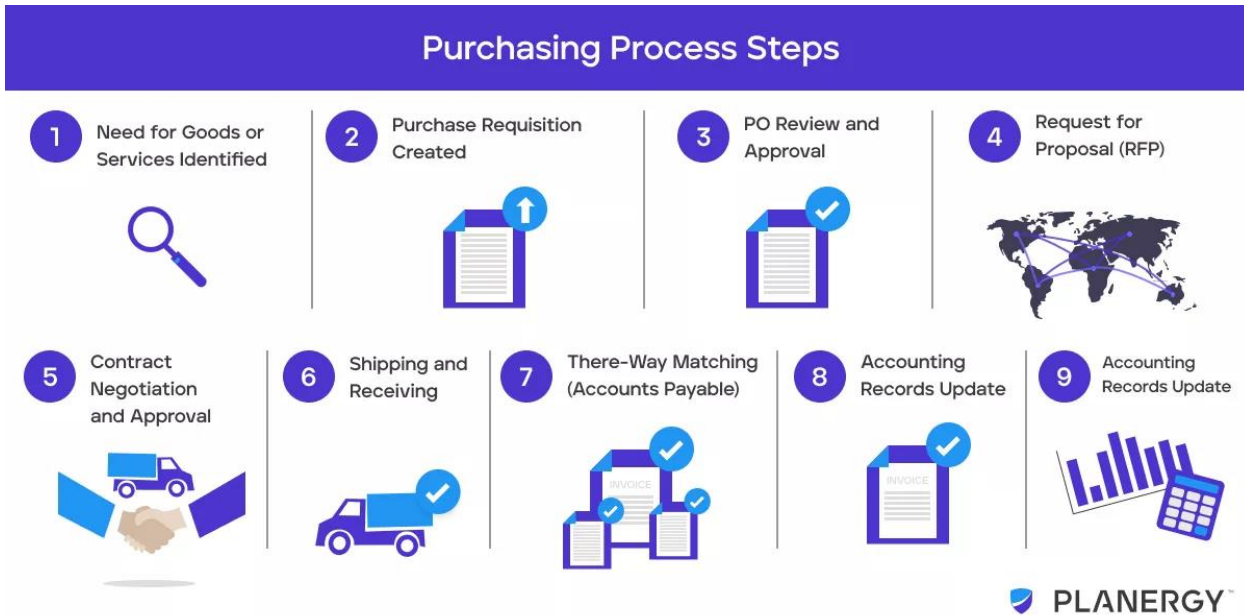 Purchasing Process Steps
1
Need for Goods or
Services Identified
2
Purchase Requisition
Created
3
PO Review and
Approval
4
Request for
Proposal (RFP)
5
Contract
Negotiation
and Approval
6
Shipping and
Receiving
7
There-Way Matching
(Accounts Payable)
INVOICE
8
Accounting
Records Update
INVOICE
9
Accounting
Records Update
PLANERGY™